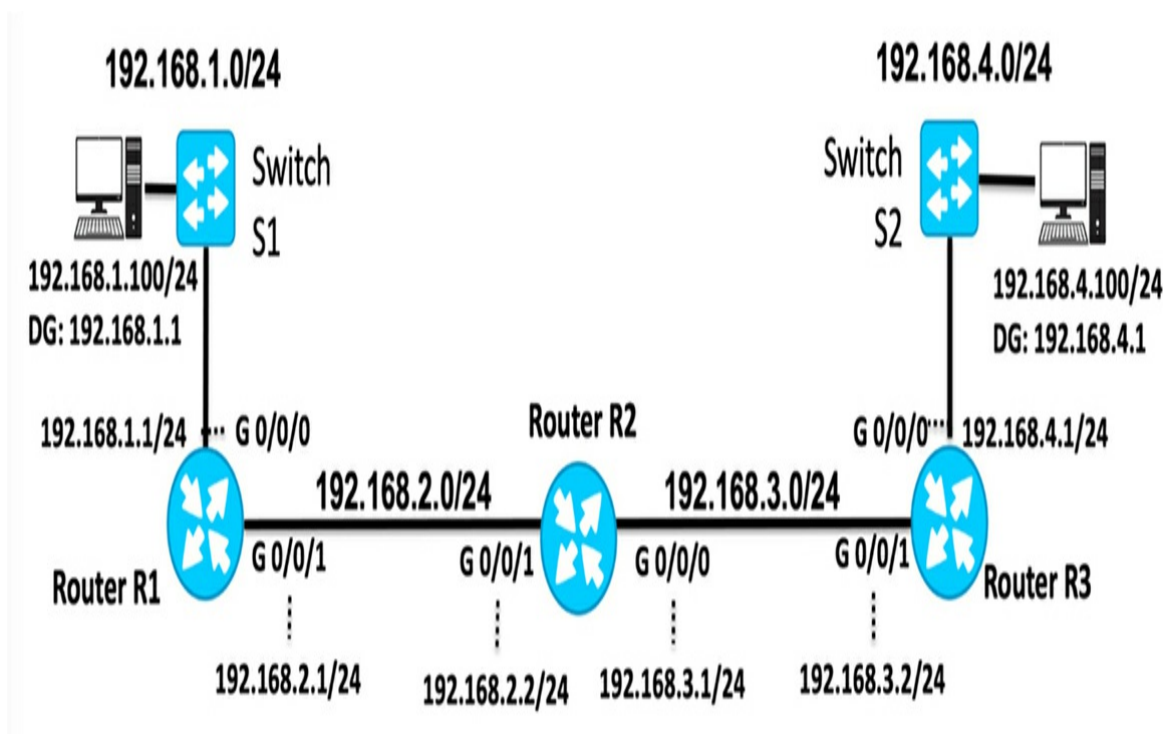 192.168.1.0/24
192.168.4.0/24
Switch
S1
Switch
S2
192.168.1.100/24
DG: 192.168.1.1
192.168.4.100/24
DG: 192.168.4.1
192.168.1.1/24
G 0/0/0
Router R2
G 0/0/0
192.168.4.1/24
192.168.2.0/24
192.168.3.0/24
Router R1
G 0/0/1
G 0/0/1
G 0/0/0
G 0/0/1
Router R3
192.168.2.1/24
192.168.2.2/24
192.168.3.1/24
192.168.3.2/24